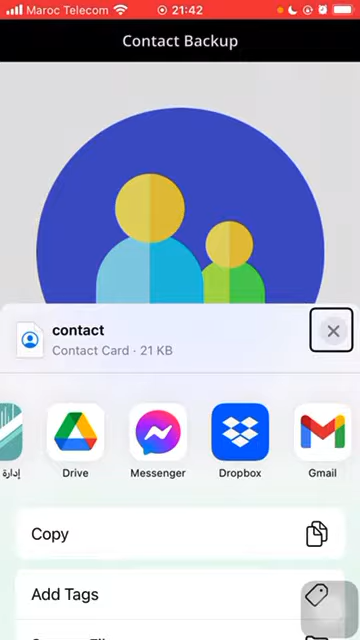 Maroc Telecom 21:42
Contact Backup
contact
Contact Card · 21 KB
إدارة
Drive
Messenger
Dropbox
Gmail
Copy
Add Tags